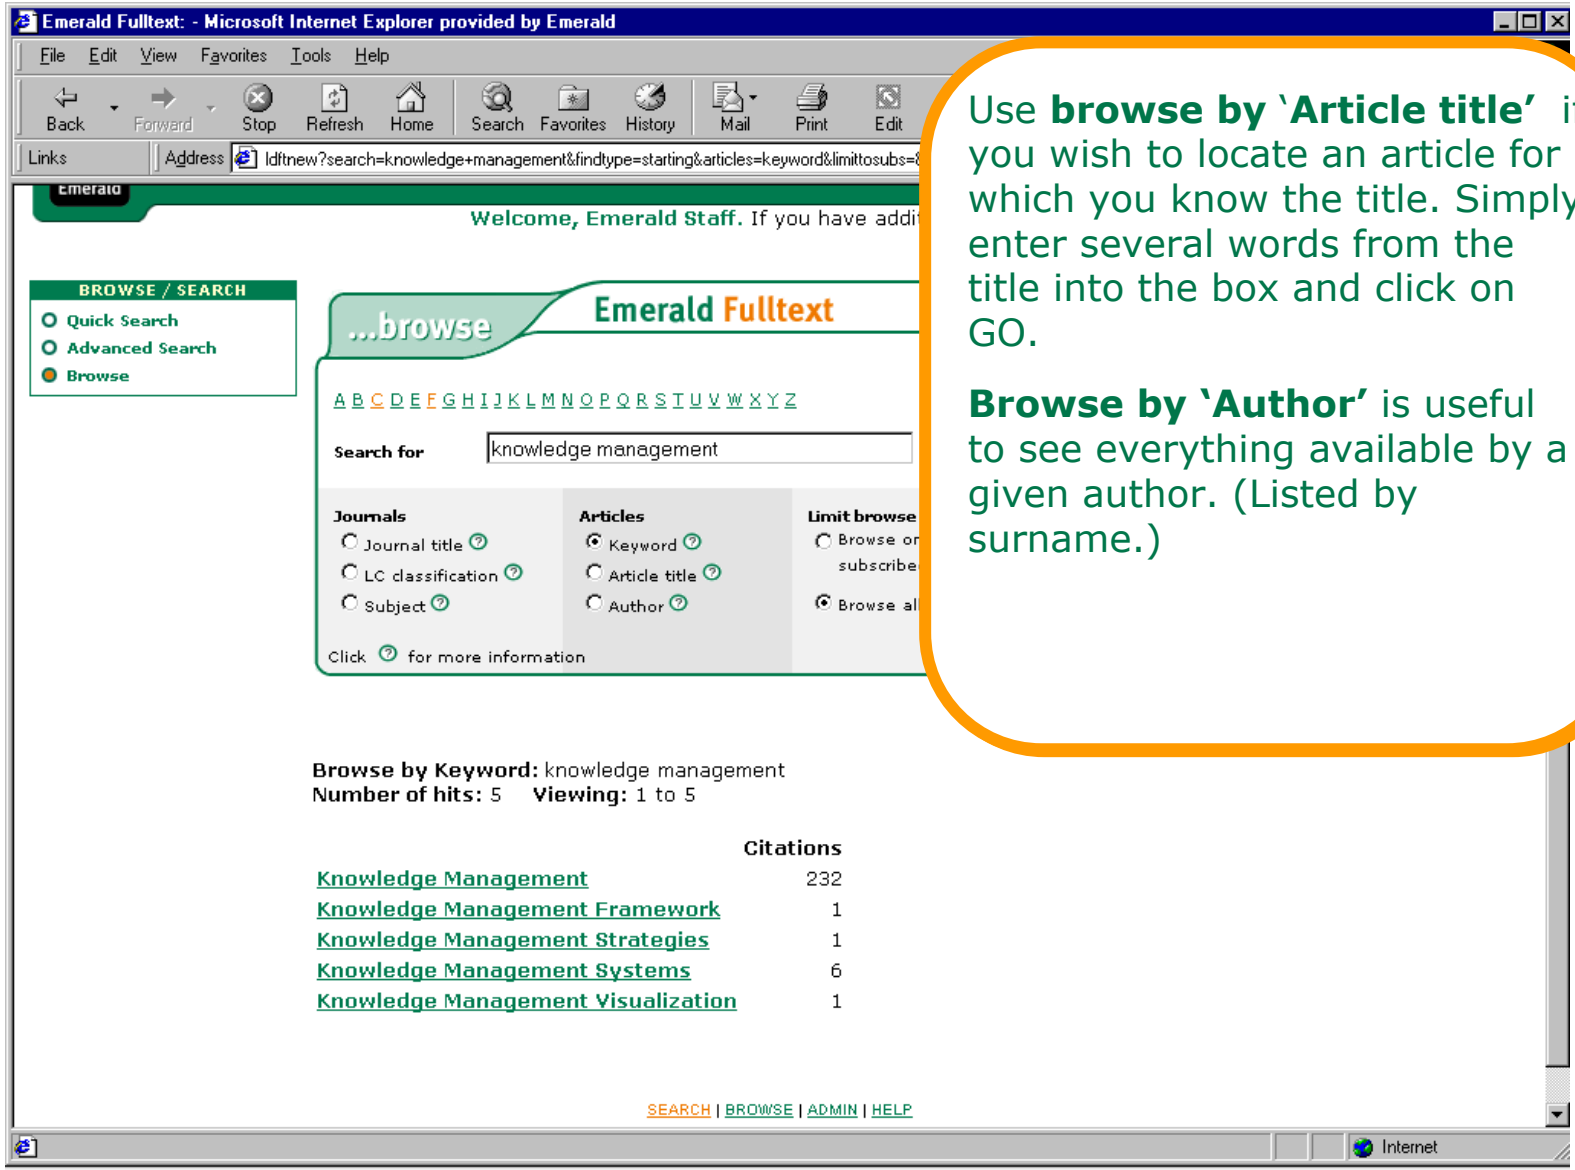 Emerald Fulltext: - Microsoft Internet Explorer provided by Emerald
File Edit View Favorites Tools Help
Back Forward Stop Refresh Home Search Favorites History Mail Print Edit
Links Address ldftnew?search=knowledge+management&findtype=starting&articles=keyword&limittosubs=
Emerald
Welcome, Emerald Staff. If you have addit
BROWSE / SEARCH
Quick Search
Advanced Search
Browse
...browse
Emerald Fulltext
A B C D E F G H I J K L M N O P Q R S T U V W X Y Z
Search for knowledge management
Journals
Journal title ?
LC classification ?
Subject ?
Articles
Keyword ?
Article title ?
Author ?
Limit browse
Browse on
subscribed
Browse all
Click ? for more information
Use browse by ‘Article title’ if
you wish to locate an article for
which you know the title. Simply
enter several words from the
title into the box and click on
GO.
Browse by ‘Author’ is useful
to see everything available by a
given author. (Listed by
surname.)
Browse by Keyword: knowledge management
Number of hits: 5 Viewing: 1 to 5
Citations
Knowledge Management 232
Knowledge Management Framework 1
Knowledge Management Strategies 1
Knowledge Management Systems 6
Knowledge Management Visualization 1
SEARCH | BROWSE | ADMIN | HELP
Internet